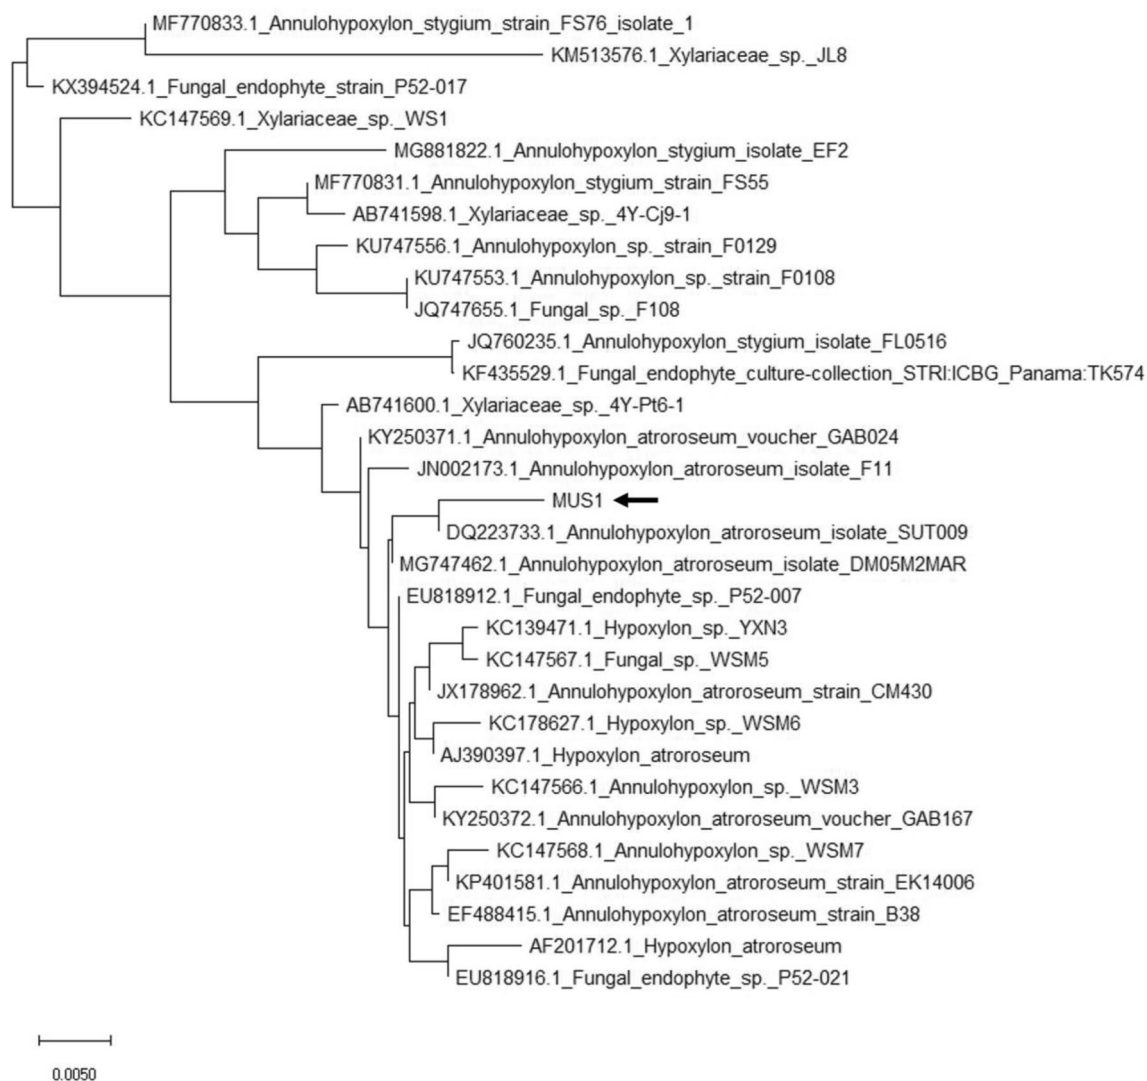 MF770833.1_Annulohypoxylon_stygium_strain_FS76_isolate_1
KM513576.1_Xylariaceae_sp._JL8
KX394524.1_Fungal_endophyte_strain_P52-017
KC147569.1_Xylariaceae_sp._WS1
MG881822.1_Annulohypoxylon_stygium_isolate_EF2
MF770831.1_Annulohypoxylon_stygium_strain_FS55
AB741598.1_Xylariaceae_sp._4Y-Cj9-1
KU747556.1_Annulohypoxylon_sp._strain_F0129
KU747553.1_Annulohypoxylon_sp._strain_F0108
JQ747655.1_Fungal_sp._F108
JQ760235.1_Annulohypoxylon_stygium_isolate_FL0516
KF435529.1_Fungal_endophyte_culture-collection_STRI:ICBG_Panama:TK574
AB741600.1_Xylariaceae_sp._4Y-Pt6-1
KY250371.1_Annulohypoxylon_atroroseum_voucher_GAB024
JN002173.1_Annulohypoxylon_atroroseum_isolate_F11
MUS1
DQ223733.1_Annulohypoxylon_atroroseum_isolate_SUT009
MG747462.1_Annulohypoxylon_atroroseum_isolate_DM05M2MAR
EU818912.1_Fungal_endophyte_sp._P52-007
KC139471.1_Hypoxylon_sp._YXN3
KC147567.1_Fungal_sp._WSM5
JX178962.1_Annulohypoxylon_atroroseum_strain_CM430
KC178627.1_Hypoxylon_sp._WSM6
AJ390397.1_Hypoxylon_atroroseum
KC147566.1_Annulohypoxylon_sp._WSM3
KY250372.1_Annulohypoxylon_atroroseum_voucher_GAB167
KC147568.1_Annulohypoxylon_sp._WSM7
KP401581.1_Annulohypoxylon_atroroseum_strain_EK14006
EF488415.1_Annulohypoxylon_atroroseum_strain_B38
AF201712.1_Hypoxylon_atroroseum
EU818916.1_Fungal_endophyte_sp._P52-021
0.0050